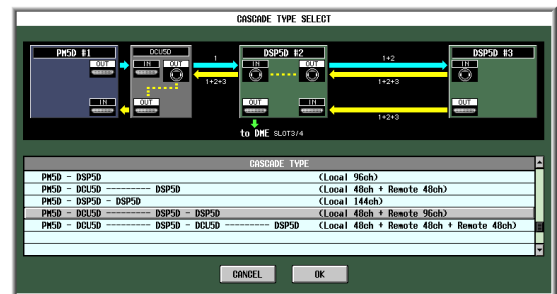 CASCADE TYPE SELECT
PM5D #1
DCU5D
DSP5D #2
DSP5D #3
OUT
IN
OUT
1
1+2+3
IN
OUT
1+2
1+2+3
IN
IN
OUT
OUT
IN
1+2+3
OUT
to DME SLOT3/4
CASCADE TYPE
PM5D - DSP5D (Local 96ch)
PM5D - DCU5D --------- DSP5D (Local 48ch + Remote 48ch)
PM5D - DSP5D - DSP5D (Local 144ch)
PM5D - DCU5D --------- DSP5D - DSP5D (Local 48ch + Remote 96ch)
PM5D - DCU5D --------- DSP5D - DCU5D --------- DSP5D (Local 48ch + Remote 48ch + Remote 48ch)
CANCEL
OK